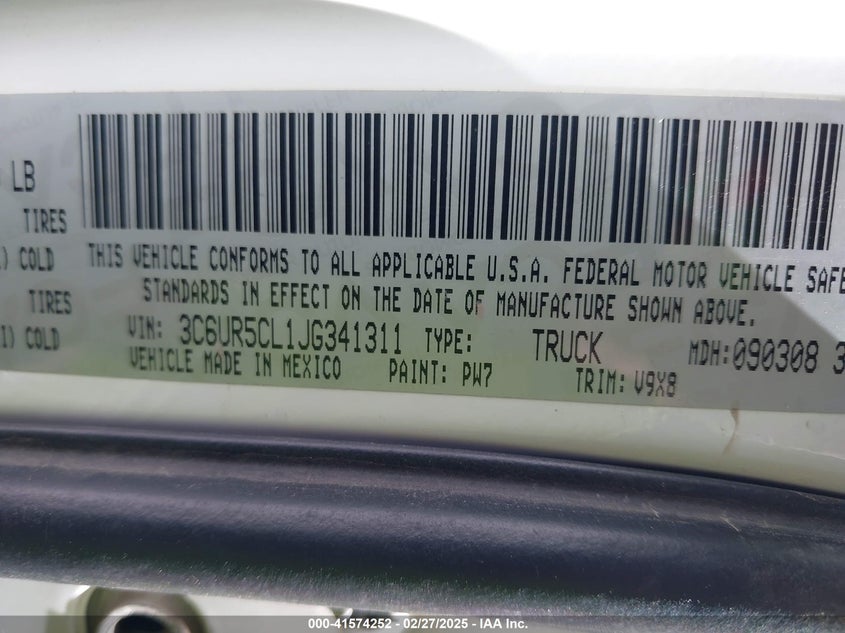 LB
TIRES
) COLD
TIRES
I) COLD
THIS VEHICLE CONFORMS TO ALL APPLICABLE U.S.A. FEDERAL MOTOR VEHICLE SAFE
STANDARDS IN EFFECT ON THE DATE OF MANUFACTURE SHOWN ABOVE.
VIN: 3C6UR5CL1JG341311 TYPE: TRUCK MDH:090308 3
VEHICLE MADE IN MEXICO PAINT: PW7 TRIM: V9X8
000-41574252 – 02/27/2025 – IAA Inc.